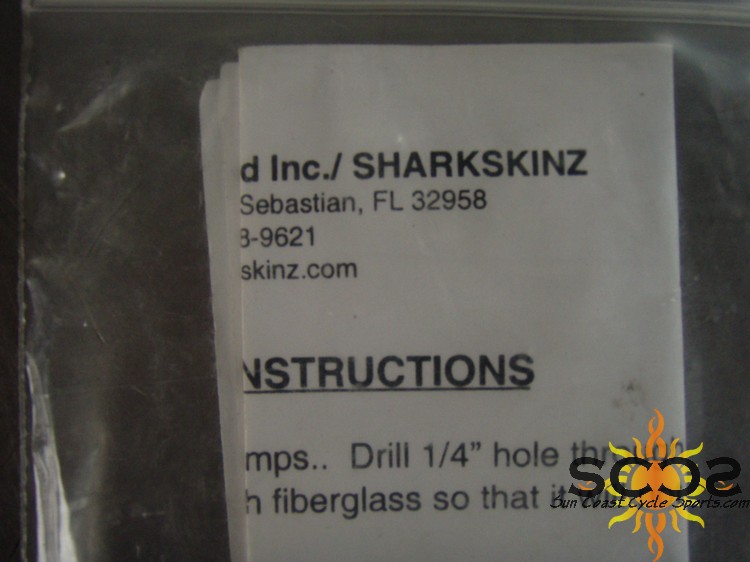 d Inc./ SHARKSKINZ
Sebastian, FL 32958
8-9621
skinz.com
NSTRUCTIONS
mps.. Drill 1/4" hole through
h fiberglass so that it
SCCS
Sun Coast Cycle Sports.com